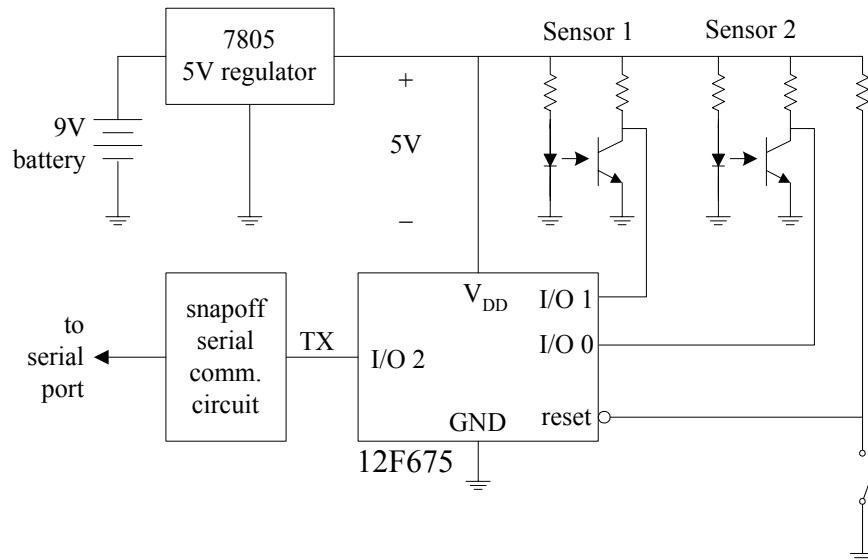 7805
5V regulator
Sensor 1
Sensor 2
+
9V
battery
5V
−
V_DD
I/O 1
I/O 0
snapoff
serial
comm.
circuit
to
serial
port
TX
I/O 2
GND
reset
12F675